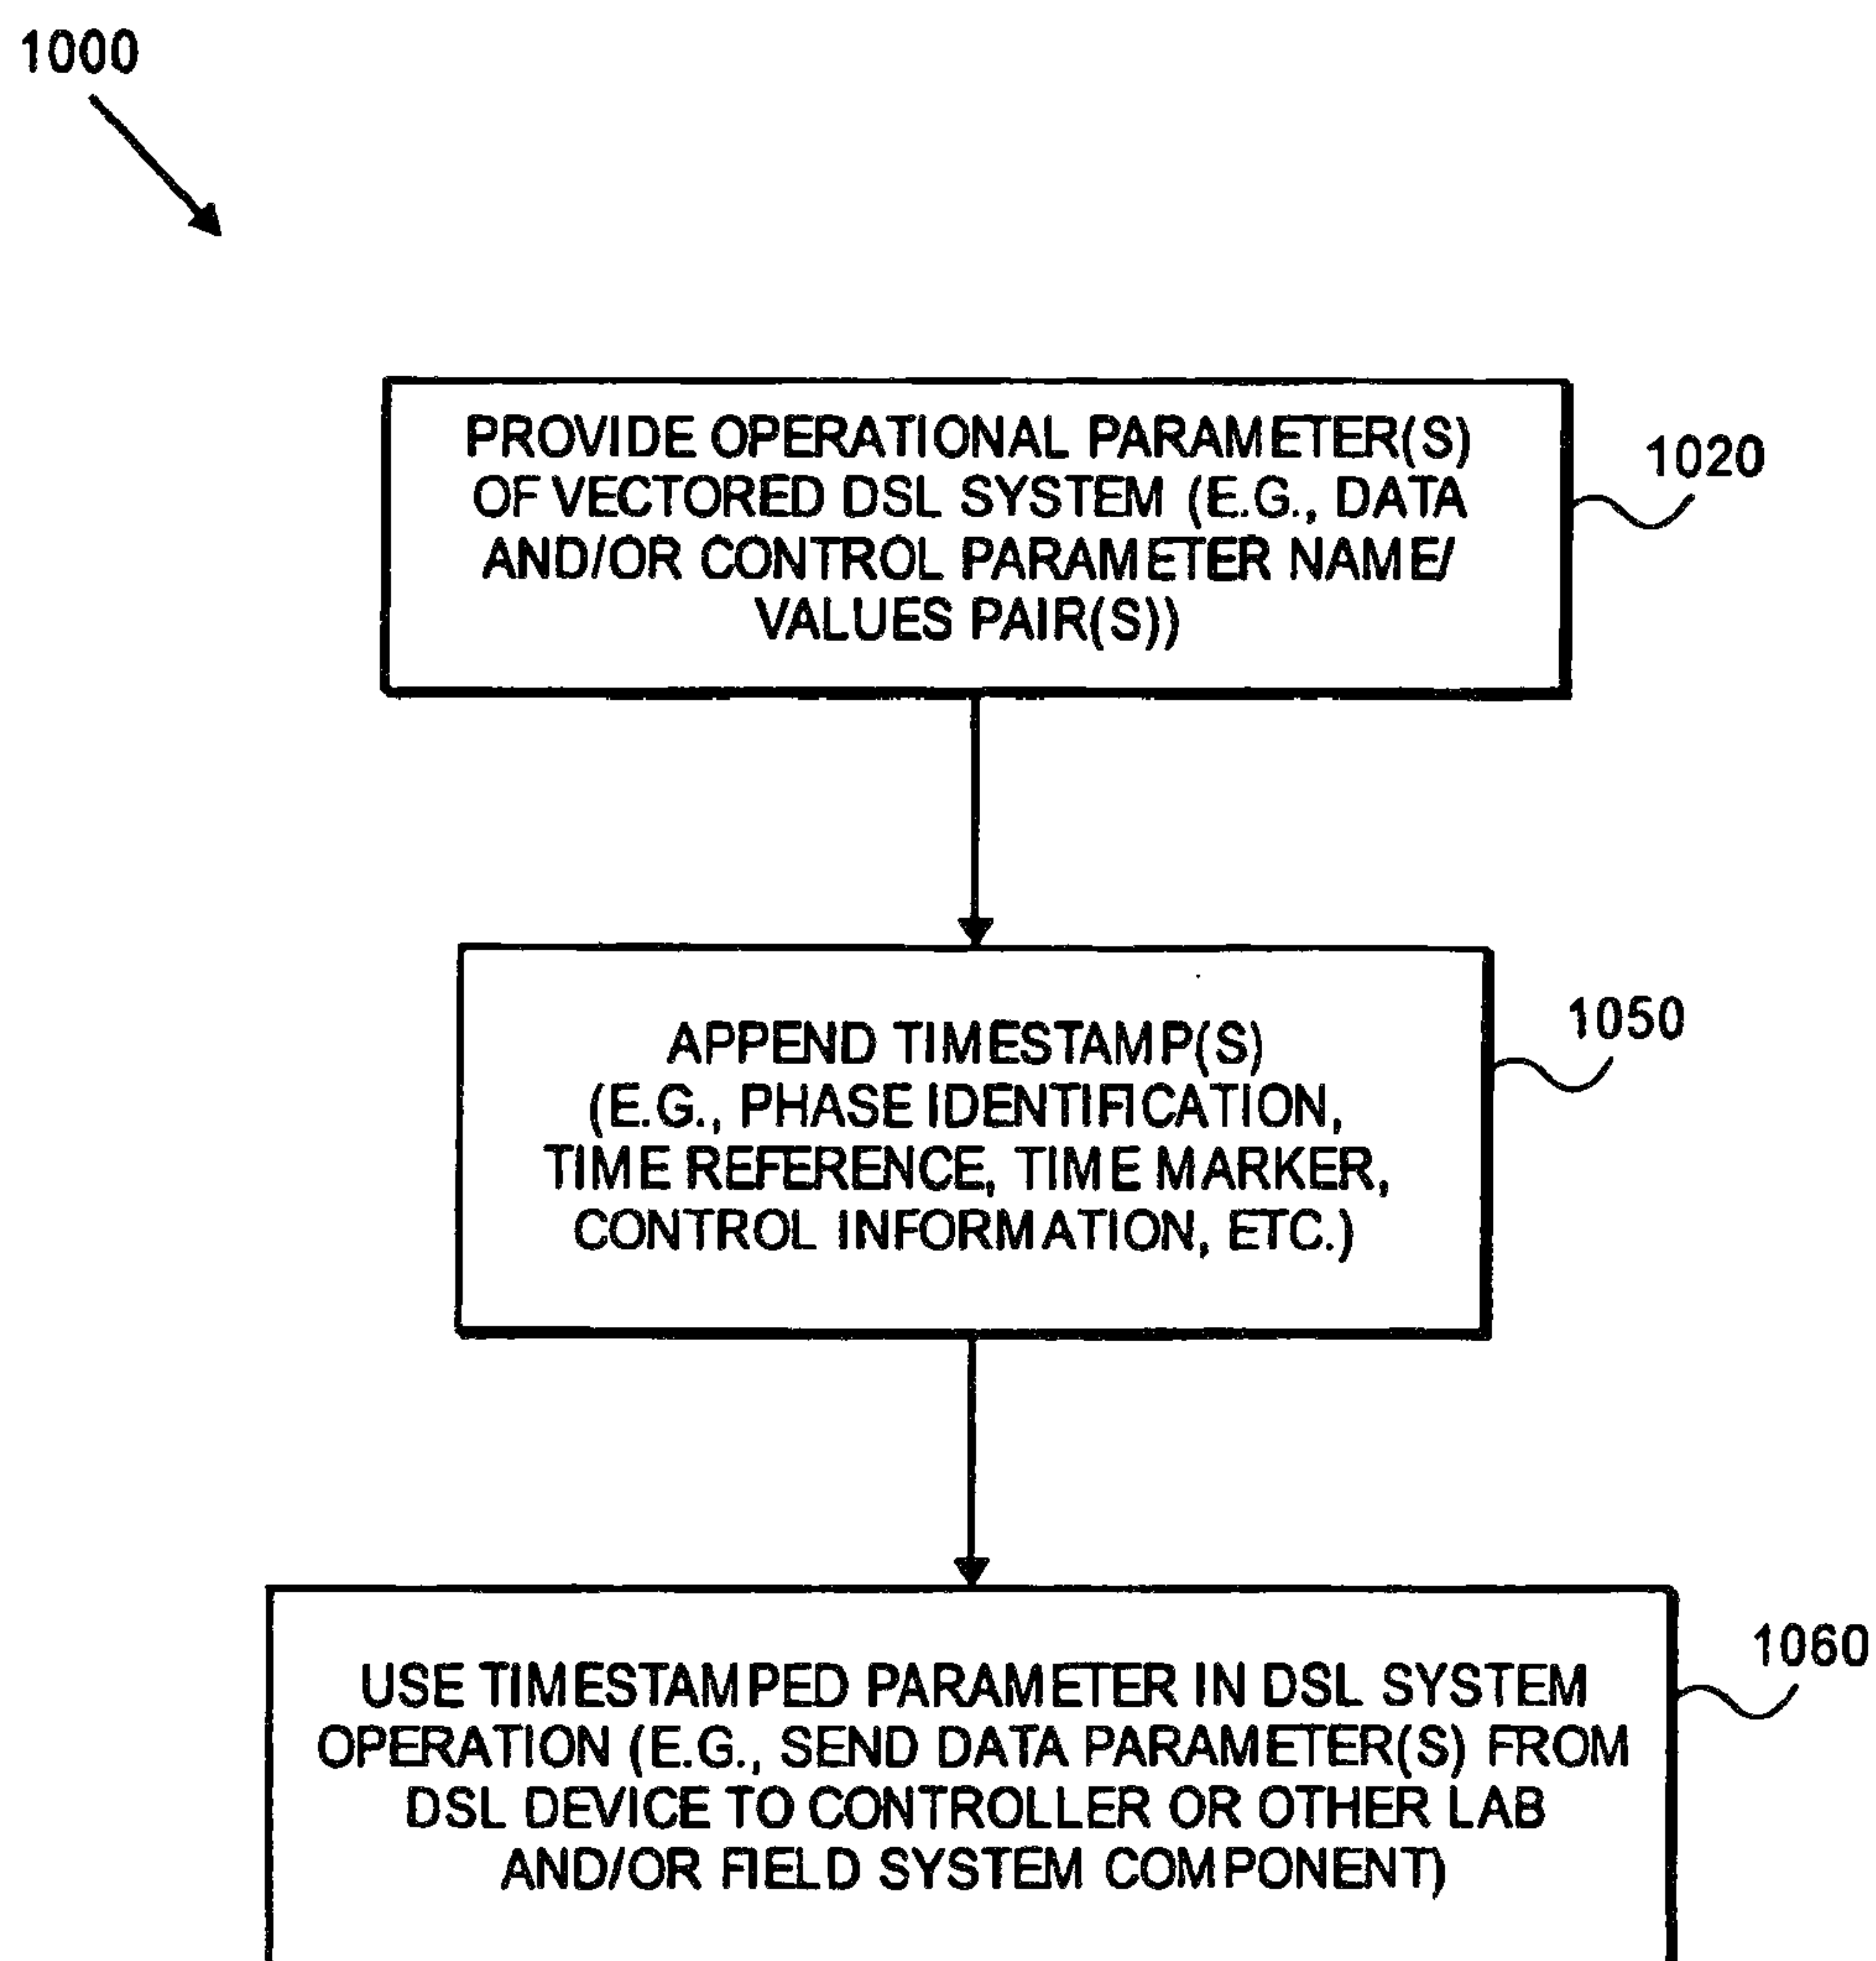 1000
PROVIDE OPERATIONAL PARAMETER(S)
OF VECTORED DSL SYSTEM (E.G., DATA
AND/OR CONTROL PARAMETER NAME/
VALUES PAIR(S))
1020
APPEND TIMESTAMP(S)
(E.G., PHASE IDENTIFICATION,
TIME REFERENCE, TIME MARKER,
CONTROL INFORMATION, ETC.)
1050
USE TIMESTAMPED PARAMETER IN DSL SYSTEM
OPERATION (E.G., SEND DATA PARAMETER(S) FROM
DSL DEVICE TO CONTROLLER OR OTHER LAB
AND/OR FIELD SYSTEM COMPONENT)
1060